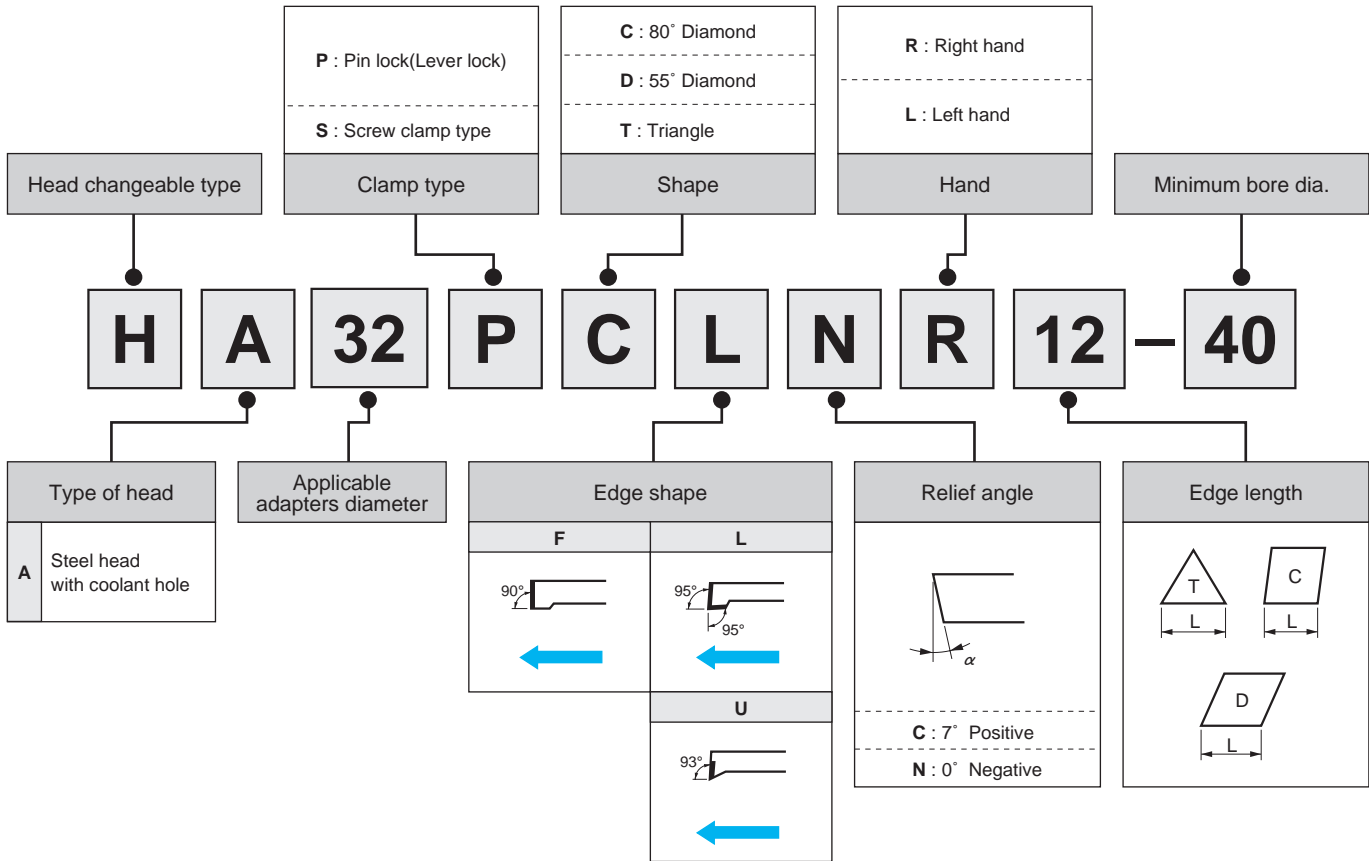 P : Pin lock(Lever lock)
S : Screw clamp type
C : 80° Diamond
D : 55° Diamond
T : Triangle
R : Right hand
L : Left hand
Head changeable type
Clamp type
Shape
Hand
Minimum bore dia.
H A 32 P C L N R 12 — 40
Type of head
A
Steel head
with coolant hole
Applicable
adapters diameter
Edge shape
F
90°
L
95°
95°
U
93°
Relief angle
α
C : 7° Positive
N : 0° Negative
Edge length
T
L
C
L
D
L